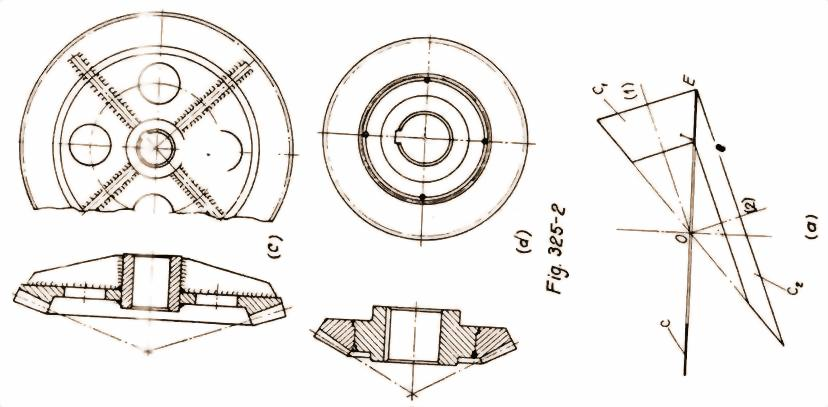 (c)
(d)
Fig. 325-2
C₁
(1)
E
O
(2)
C
C₂
(a)